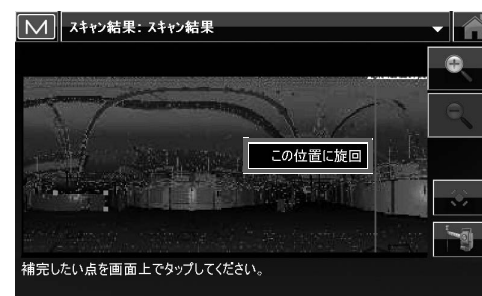 M
スキャン結果: スキャン結果
この位置に旋回
補完したい点を画面上でタップしてください。